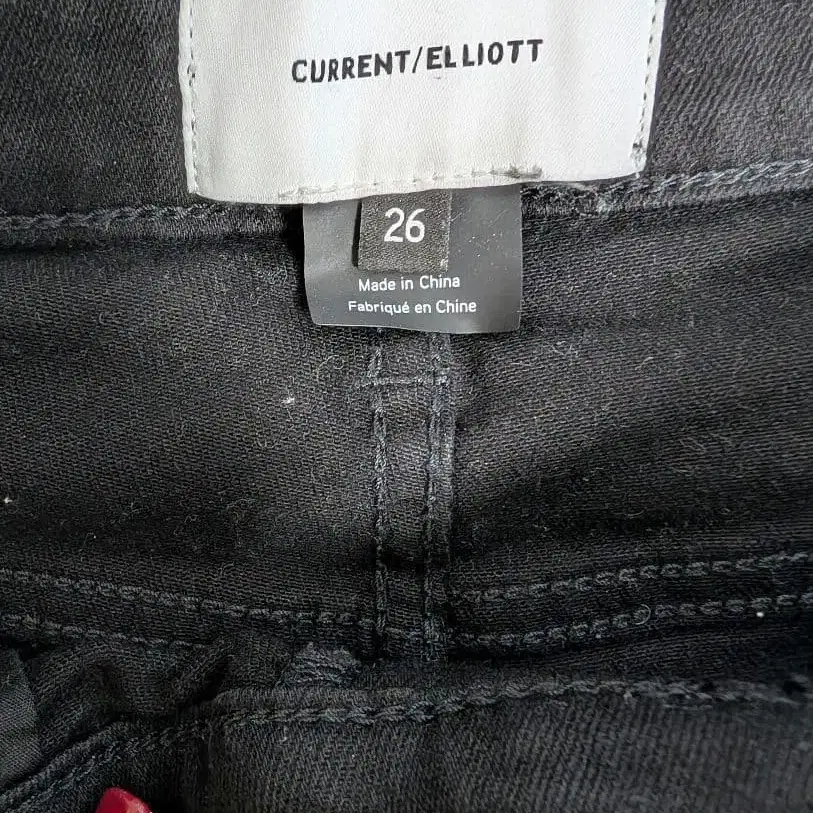 CURRENT/ELLIOTT
26
Made in China
Fabriqué en Chine